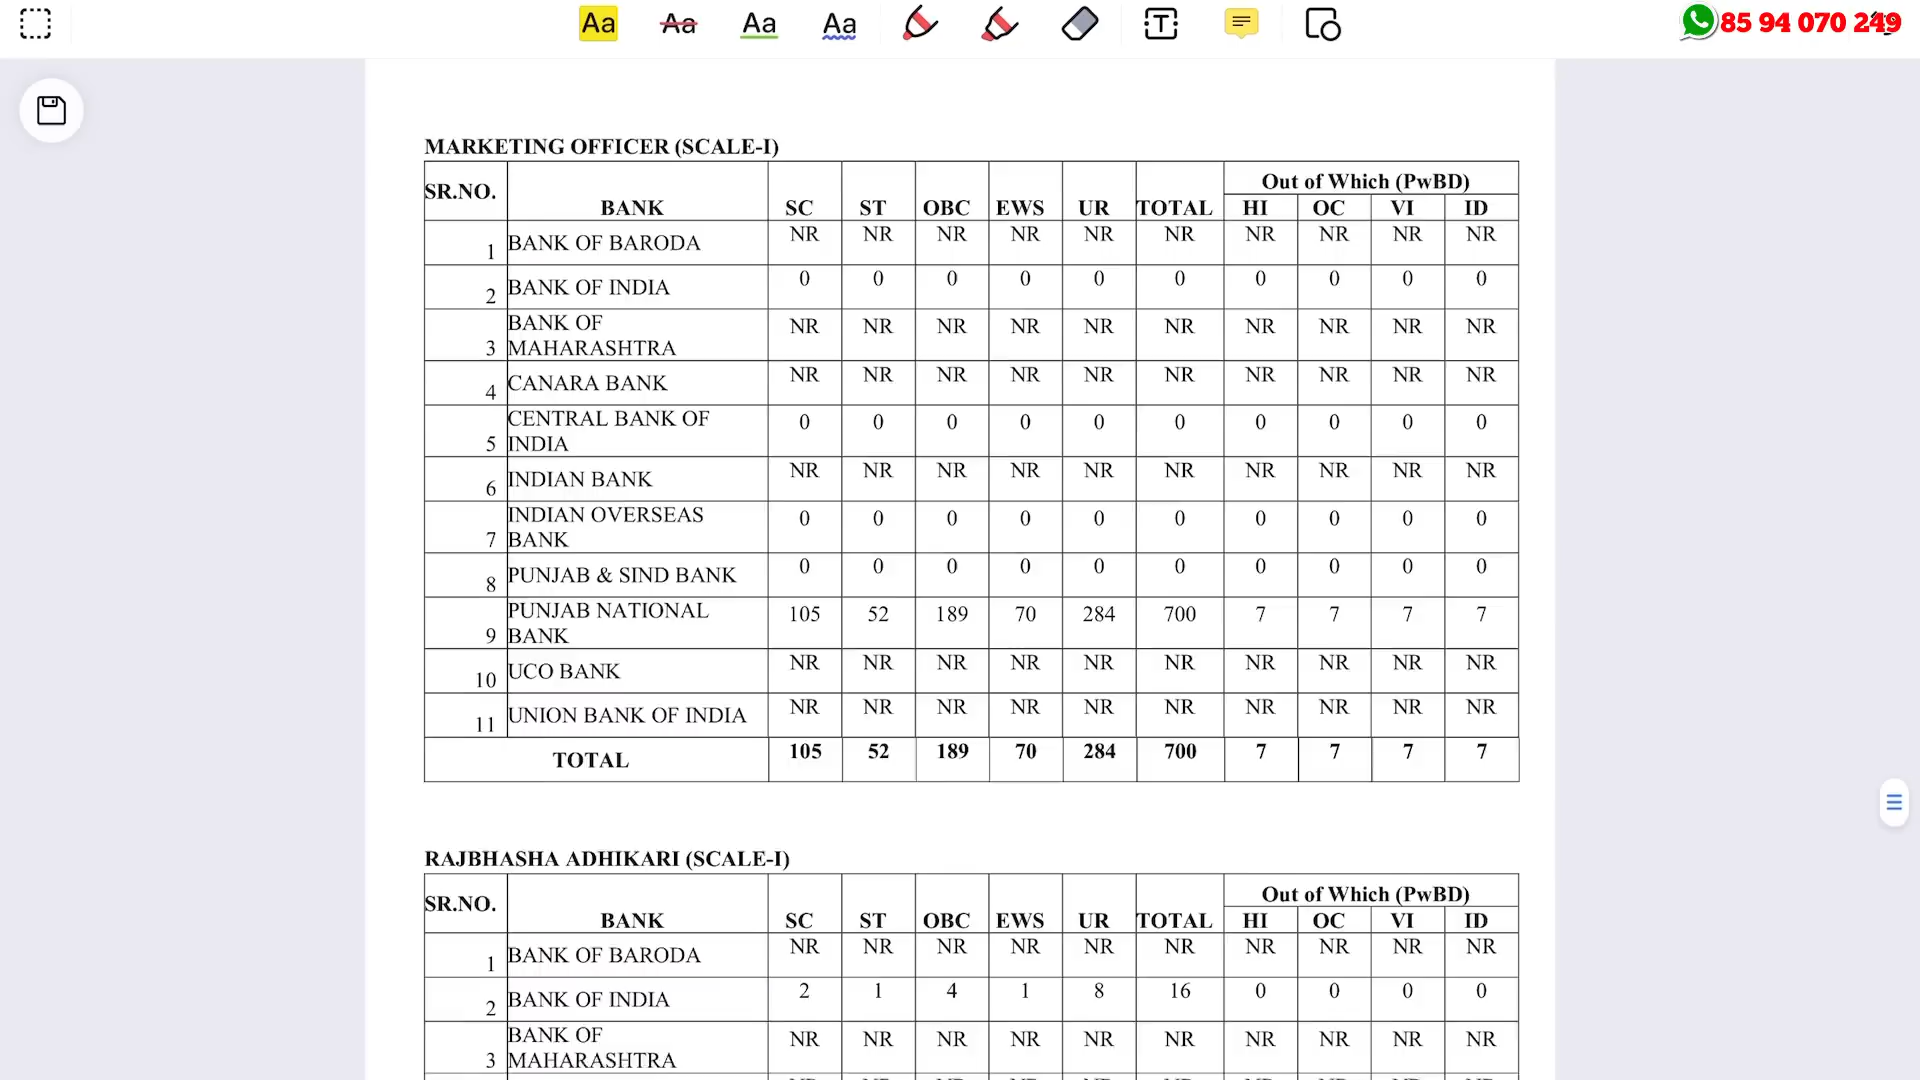 Aa Aa Aa Aa T
85 94 070 249
MARKETING OFFICER (SCALE-I)
SR.NO. BANK SC ST OBC EWS UR TOTAL Out of Which (PwBD)
HI OC VI ID
1 BANK OF BARODA NR NR NR NR NR NR NR NR NR NR
2 BANK OF INDIA 0 0 0 0 0 0 0 0 0 0
3 BANK OF MAHARASHTRA NR NR NR NR NR NR NR NR NR NR
4 CANARA BANK NR NR NR NR NR NR NR NR NR NR
5 CENTRAL BANK OF INDIA 0 0 0 0 0 0 0 0 0 0
6 INDIAN BANK NR NR NR NR NR NR NR NR NR NR
7 INDIAN OVERSEAS BANK 0 0 0 0 0 0 0 0 0 0
8 PUNJAB & SIND BANK 0 0 0 0 0 0 0 0 0 0
9 PUNJAB NATIONAL BANK 105 52 189 70 284 700 7 7 7 7
10 UCO BANK NR NR NR NR NR NR NR NR NR NR
11 UNION BANK OF INDIA NR NR NR NR NR NR NR NR NR NR
TOTAL 105 52 189 70 284 700 7 7 7 7
RAJBHASHA ADHIKARI (SCALE-I)
SR.NO. BANK SC ST OBC EWS UR TOTAL Out of Which (PwBD)
HI OC VI ID
1 BANK OF BARODA NR NR NR NR NR NR NR NR NR NR
2 BANK OF INDIA 2 1 4 1 8 16 0 0 0 0
3 BANK OF MAHARASHTRA NR NR NR NR NR NR NR NR NR NR